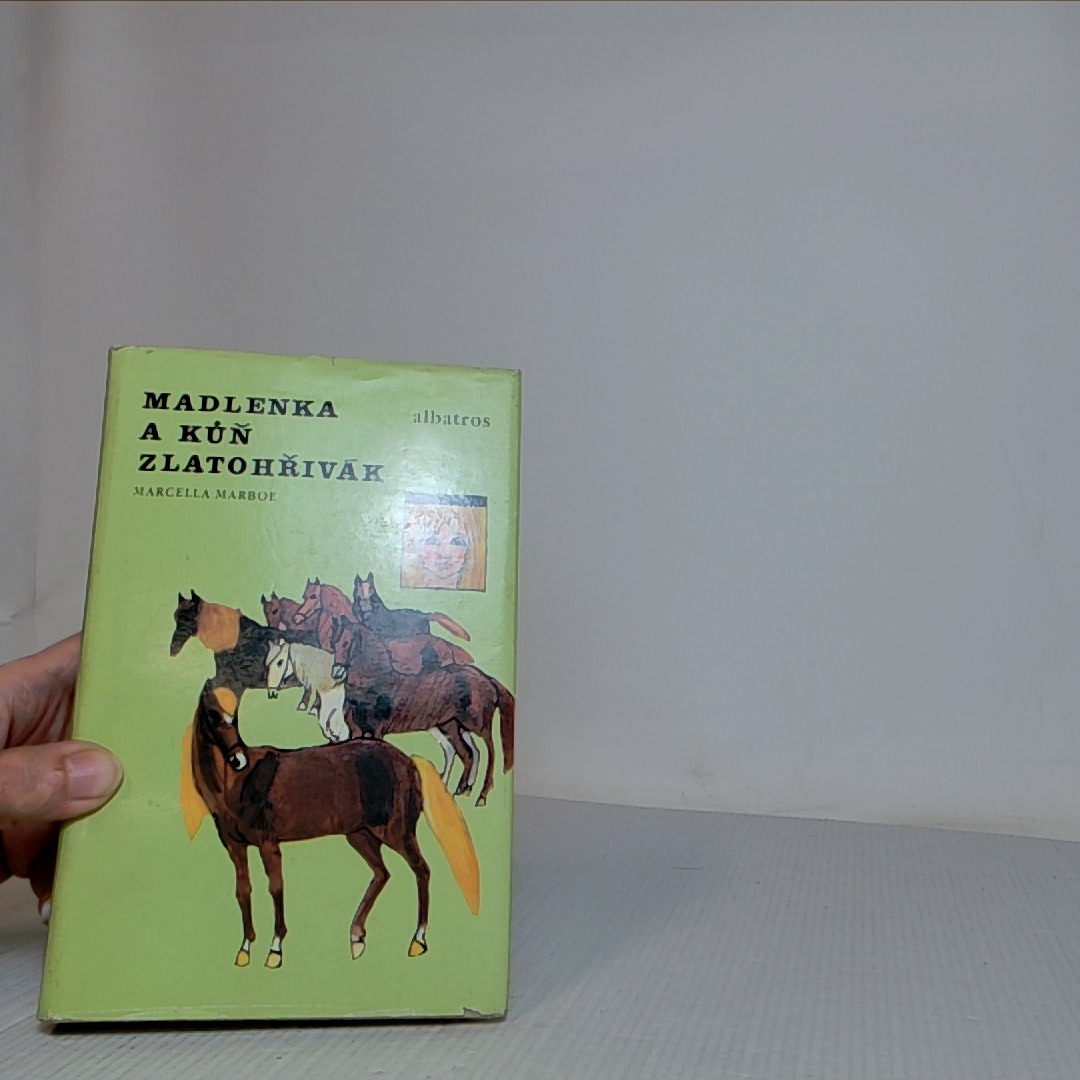 MADLENKA
A KŮŇ
ZLATOHŘIVÁK
MARCELLA MARBOE
albatros